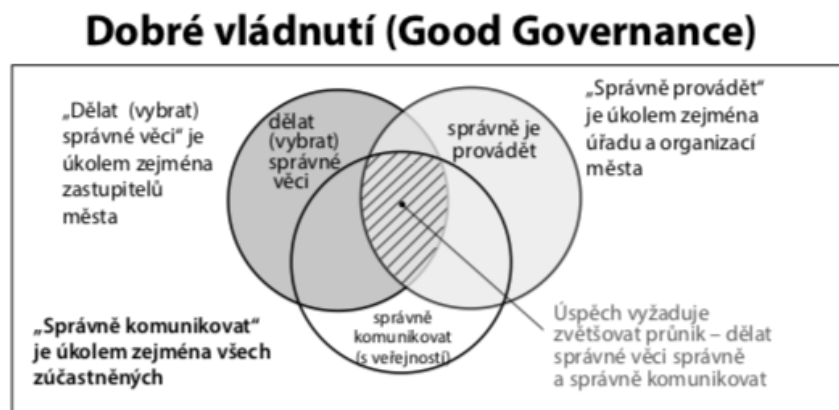 Dobré vládnutí (Good Governance)
„Dělat (vybrat)
správné věci“ je
úkolem zejména
zastupitelů
města
dělat
(vybrat)
správné
věci
správně je
provádět
„Správně provádět“
je úkolem zejména
úřadu a organizací
města
„Správně komunikovat“
je úkolem zejména všech
zúčastněných
správně
komunikovat
(s veřejností)
Úspěch vyžaduje
zvětšovat průnik – dělat
správné věci správně
a správně komunikovat